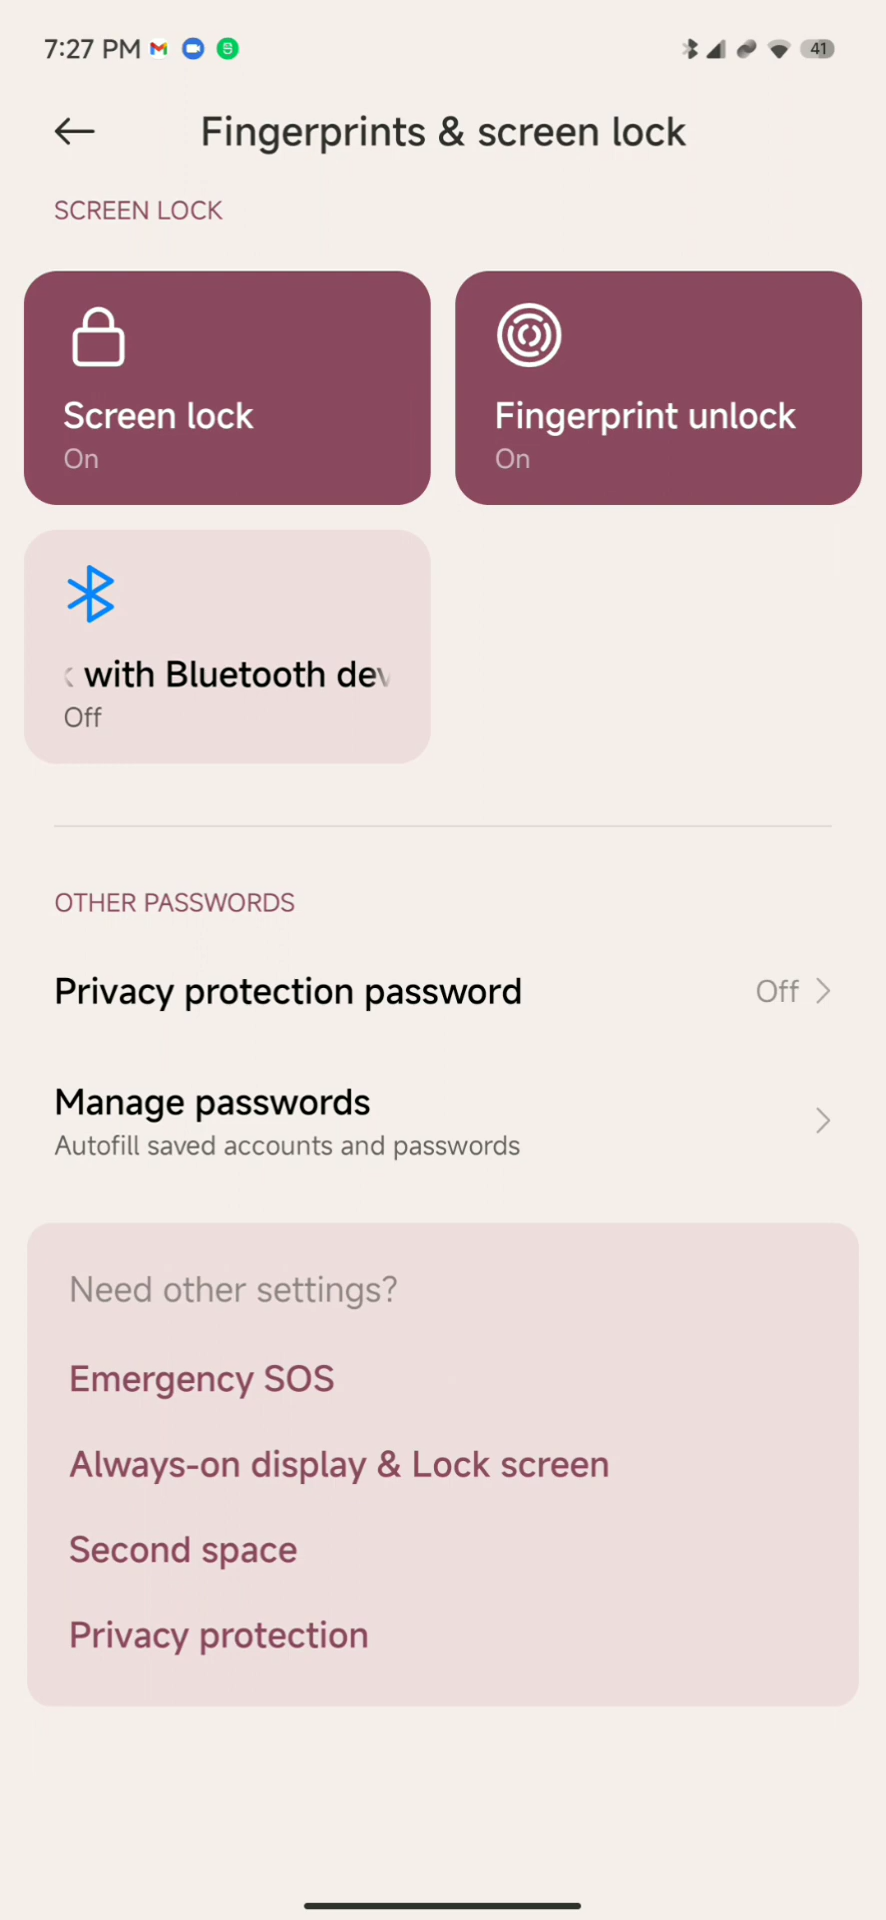 7:27 PM
41
Fingerprints & screen lock
SCREEN LOCK
Screen lock
On
Fingerprint unlock
On
with Bluetooth dev
Off
OTHER PASSWORDS
Privacy protection password
Off
Manage passwords
Autofill saved accounts and passwords
Need other settings?
Emergency SOS
Always-on display & Lock screen
Second space
Privacy protection